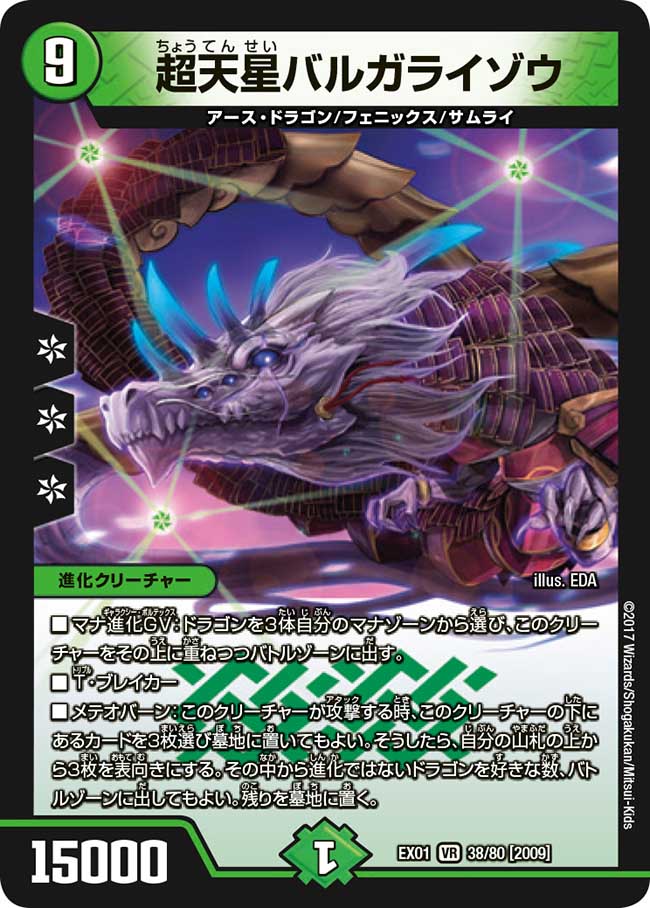 9
ちょうてんせい
超天星バルガライゾウ
アース・ドラゴン/フェニックス/サムライ
illus. EDA
進化クリーチャー
■マナ進化GV:ドラゴンを3体自分のマナゾーンから選び、このクリー
チャーをその上に重ねつつバトルゾーンに出す。
■T・ブレイカー
■メテオバーン:このクリーチャーが攻撃する時、このクリーチャーの下に
あるカードを3枚選び墓地に置いてもよい。そうしたら、自分の山札の上か
ら3枚を表向きにする。その中から進化ではないドラゴンを好きな数、バト
ルゾーンに出してもよい。残りを墓地に置く。
©2017 Wizards/Shogakukan/Mitsui-Kids
15000
1
EX01 VR 38/80 [2009]